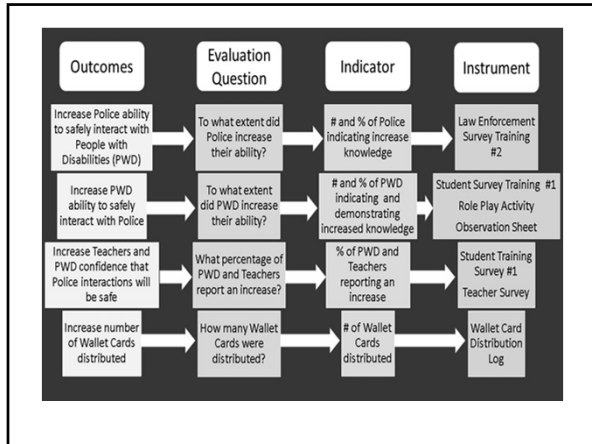 Outcomes
Evaluation
Question
Indicator
Instrument
Increase Police ability
to safely interact with
People with
Disabilities (PWD)
To what extent did
Police increase
their ability?
# and % of Police
indicating increase
knowledge
Law Enforcement
Survey Training
#2
Increase PWD
ability to safely
interact with Police
To what extent
did PWD increase
their ability?
# and % of PWD
indicating and
demonstrating
increased knowledge
Student Survey Training #1
Role Play Activity
Observation Sheet
Increase Teachers and
PWD confidence that
Police interactions will
be safe
What percentage of
PWD and Teachers
report an increase?
% of PWD and
Teachers
reporting an
increase
Student Training
Survey #1
Teacher Survey
Increase number
of Wallet Cards
distributed
How many Wallet
Cards were
distributed?
# of Wallet
Cards
distributed
Wallet Card
Distribution
Log